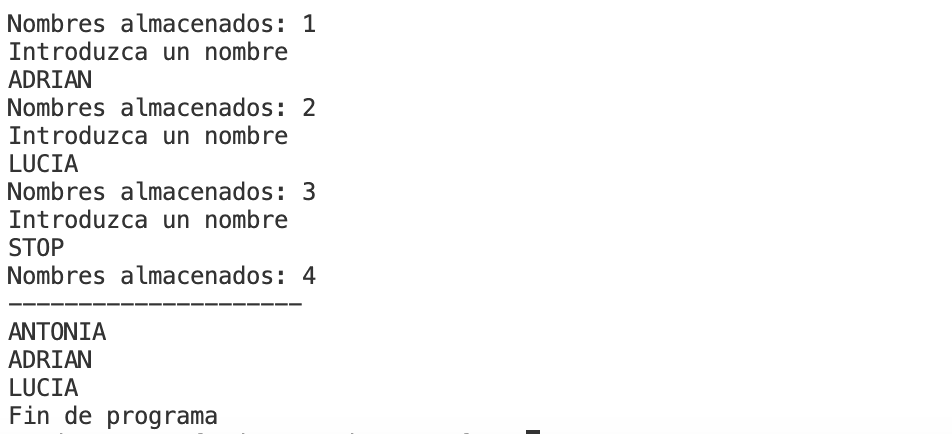 Nombres almacenados: 1
Introduzca un nombre
ADRIAN
Nombres almacenados: 2
Introduzca un nombre
LUCIA
Nombres almacenados: 3
Introduzca un nombre
STOP
Nombres almacenados: 4
---------------------
ANTONIA
ADRIAN
LUCIA
Fin de programa